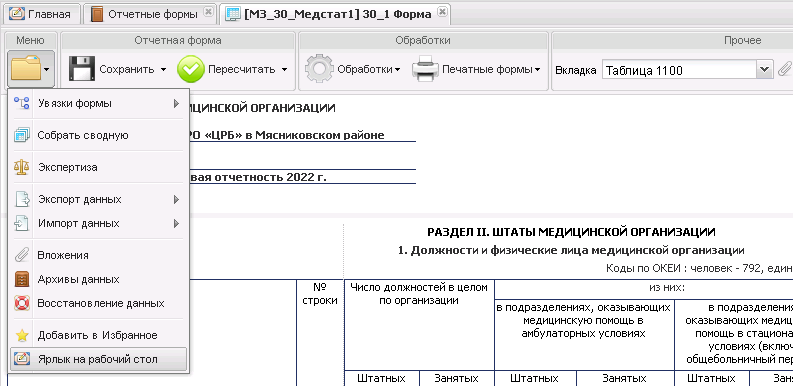 Главная
Отчетные формы
[МЗ_30_Медстат1] 30_1 Форма
Меню
Отчетная форма
Обработки
Прочее
Сохранить
Пересчитать
Обработки
Печатные формы
Вкладка
Таблица 1100
Увязки формы
Собрать сводную
Экспертиза
Экспорт данных
Импорт данных
Вложения
Архивы данных
Восстановление данных
Добавить в Избранное
Ярлык на рабочий стол
ИЦИНСКОЙ ОРГАНИЗАЦИИ
РО «ЦРБ» в Мясниковском районе
вая отчетность 2022 г.
РАЗДЕЛ II. ШТАТЫ МЕДИЦИНСКОЙ ОРГАНИЗАЦИИ
1. Должности и физические лица медицинской организации
Коды по ОКЕИ : человек - 792, един
№
строки
Число должностей в целом
по организации
из них:
в подразделениях, оказывающих
медицинскую помощь в
амбулаторных условиях
в подразделения
оказывающих медиц
помощь в стациона
условиях (включ
общебольничный пер
Штатных
Занятых
Штатных
Занятых
Штатных